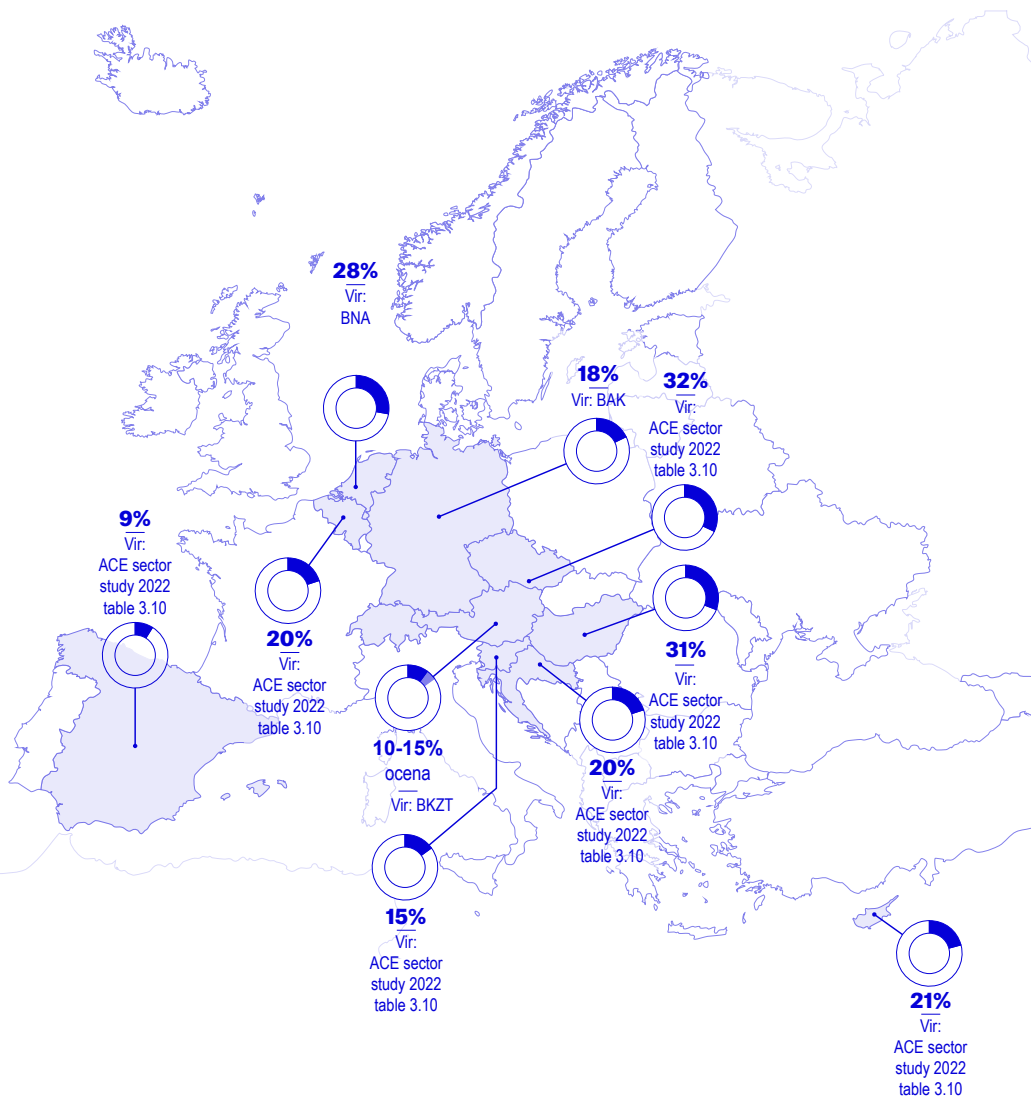 28%
Vir:
BNA
18%
Vir: BAK
32%
Vir:
ACE sector
study 2022
table 3.10
9%
Vir:
ACE sector
study 2022
table 3.10
20%
Vir:
ACE sector
study 2022
table 3.10
31%
Vir:
ACE sector
study 2022
table 3.10
10-15%
ocena
Vir: BKZT
20%
Vir:
ACE sector
study 2022
table 3.10
15%
Vir:
ACE sector
study 2022
table 3.10
21%
Vir:
ACE sector
study 2022
table 3.10